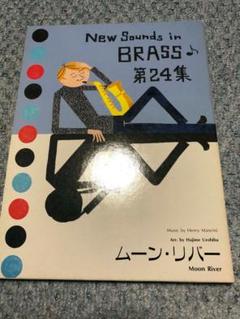 New Sounds in
BRASS♪
第24集
Music by Henry Mancini
Arr. by Hajime Ueshiba
ムーン・リバー
Moon River